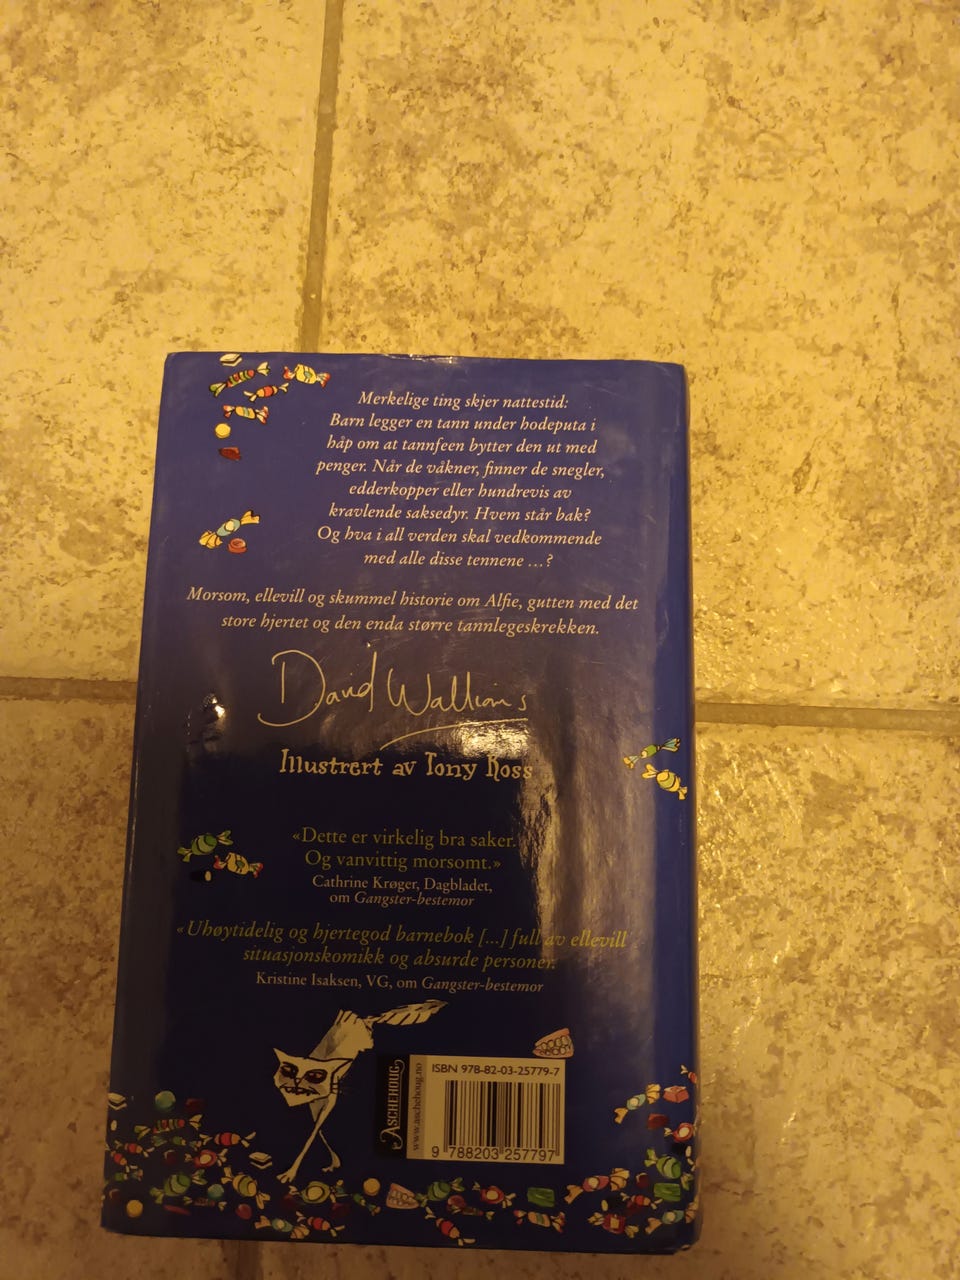 Merkelige ting skjer nattestid:
Barn legger en tann under hodeputa i
håp om at tannfeen bytter den ut med
penger. Når de våkner, finner de snegler,
edderkopper eller hundrevis av
kravlende saksedyr. Hvem står bak?
Og hva i all verden skal vedkommende
med alle disse tennene ...?
Morsom, ellevill og skummel historie om Alfie, gutten med det
store hjertet og den enda større tannlegeskrekken.
David Walliams
Illustrert av Tony Ross
«Dette er virkelig bra saker.
Og vanvittig morsomt.»
Cathrine Krøger, Dagbladet,
om Gangster-bestemor
«Uhøytidelig og hjertegod barnebok [...] full av ellevill
situasjonskomikk og absurde personer.
Kristine Isaksen, VG, om Gangster-bestemor
ASCHEHOUG
www.aschehoug.no
ISBN 978-82-03-25779-7
9 788203 257797